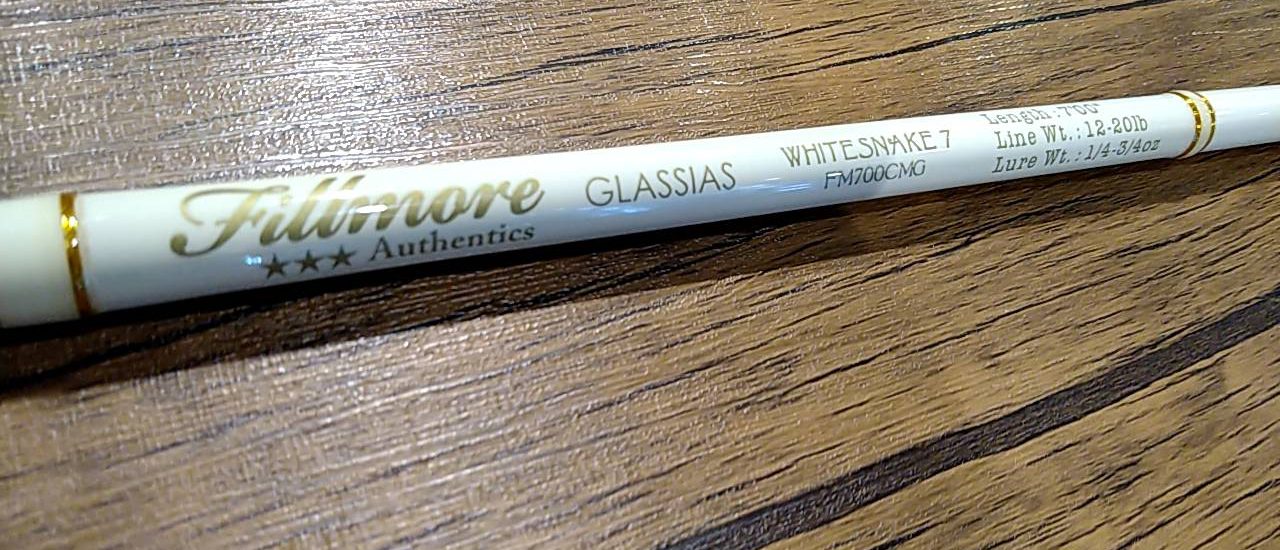 Fillmore
★★★ Authentics
GLASSIAS
WHITESNAKE 7
FM700CMG
Length :7'00"
Line Wt.: 12-20lb
Lure Wt.: 1/4-3/4oz